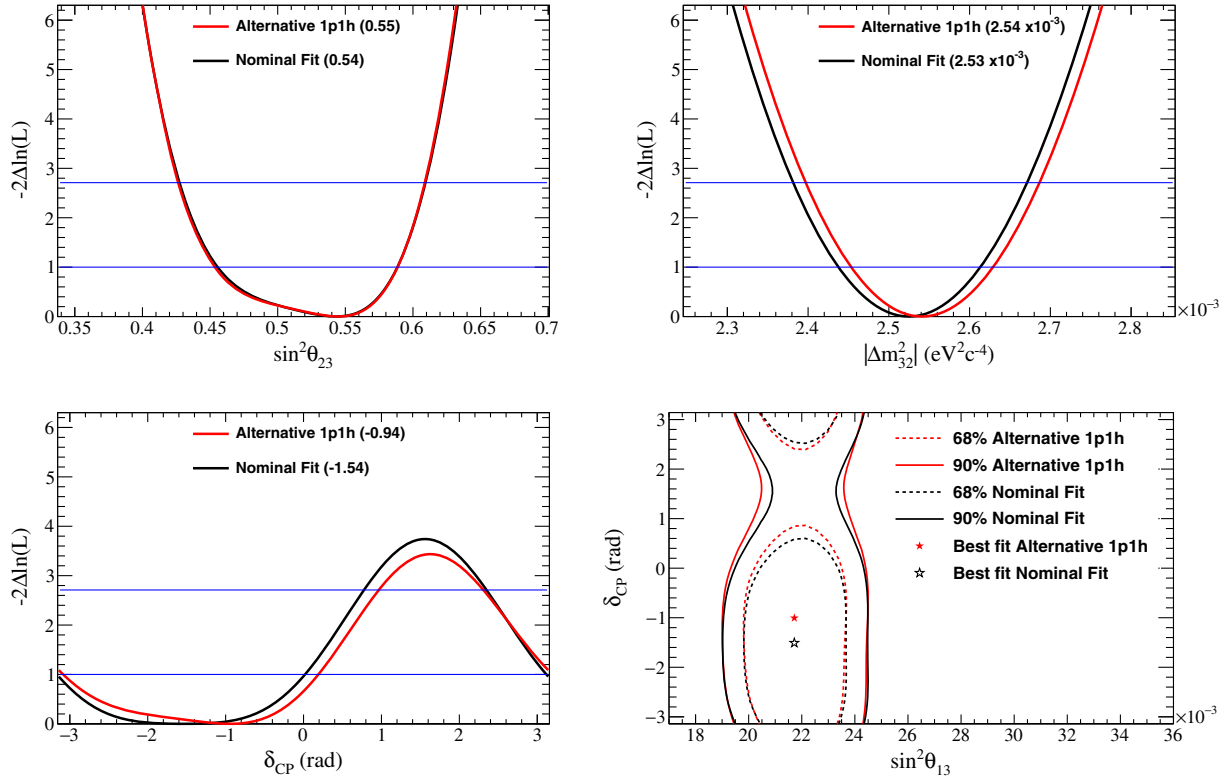 6
5
4
3
2
1
0
-2Δln(L)
Alternative 1p1h (0.55)
Nominal Fit (0.54)
0.35 0.4 0.45 0.5 0.55 0.6 0.65 0.7
sin²θ₂₃
6
5
4
3
2
1
0
-2Δln(L)
Alternative 1p1h (2.54 x10⁻³)
Nominal Fit (2.53 x10⁻³)
2.3 2.4 2.5 2.6 2.7 2.8
×10⁻³
|Δm²₃₂| (eV²c⁻⁴)
6
5
4
3
2
1
0
-2Δln(L)
Alternative 1p1h (-0.94)
Nominal Fit (-1.54)
−3 −2 −1 0 1 2 3
δCP (rad)
3
2
1
0
−1
−2
−3
δCP (rad)
68% Alternative 1p1h
90% Alternative 1p1h
68% Nominal Fit
90% Nominal Fit
Best fit Alternative 1p1h
Best fit Nominal Fit
18 20 22 24 26 28 30 32 34 36
×10⁻³
sin²θ₁₃